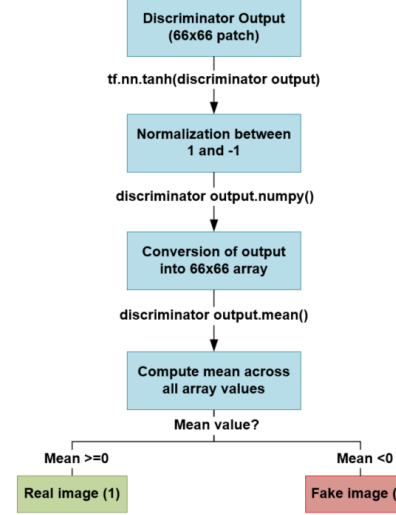 Discriminator Output
(66x66 patch)
tf.nn.tanh(discriminator output)
Normalization between
1 and -1
discriminator output.numpy()
Conversion of output
into 66x66 array
discriminator output.mean()
Compute mean across
all array values
Mean value?
Mean >=0
Mean <0
Real image (1)
Fake image (